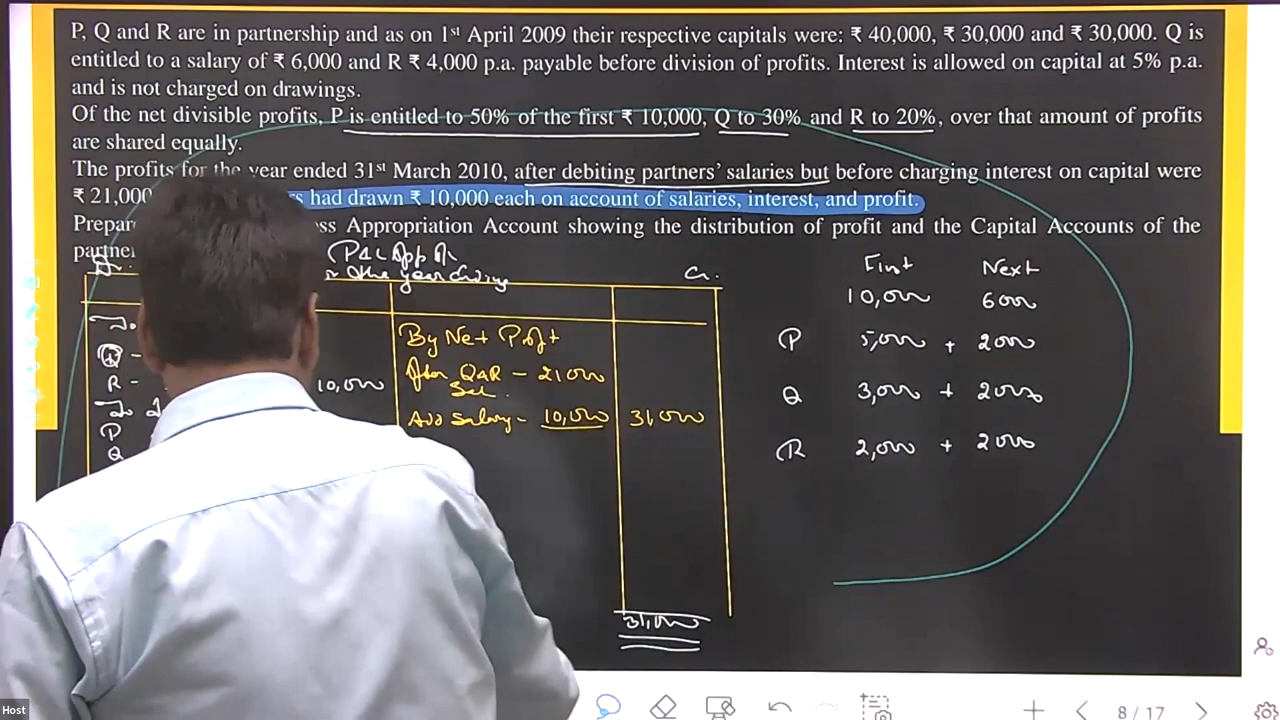 P, Q and R are in partnership and as on 1st April 2009 their respective capitals were: ₹ 40,000, ₹ 30,000 and ₹ 30,000. Q is
entitled to a salary of ₹ 6,000 and R ₹ 4,000 p.a. payable before division of profits. Interest is allowed on capital at 5% p.a.
and is not charged on drawings.
Of the net divisible profits, P is entitled to 50% of the first ₹ 10,000, Q to 30% and R to 20%, over that amount of profits
are shared equally.
The profits for the year ended 31st March 2010, after debiting partners' salaries but before charging interest on capital were
₹ 21,000 had drawn ₹ 10,000 each on account of salaries, interest, and profit.
Appropriation Account showing the distribution of profit and the Capital Accounts of the
P&L App A/c
the year ending
Cr.
By Net Profit
After Q&R - 21,000
Sal.
Add Salary - 10,000 31,000
Q -
R - 10,000
P
Q
31,000
First Next
10,000 6000
P 5,000 + 2000
Q 3,000 + 2000
R 2,000 + 2000
Host
8 / 17